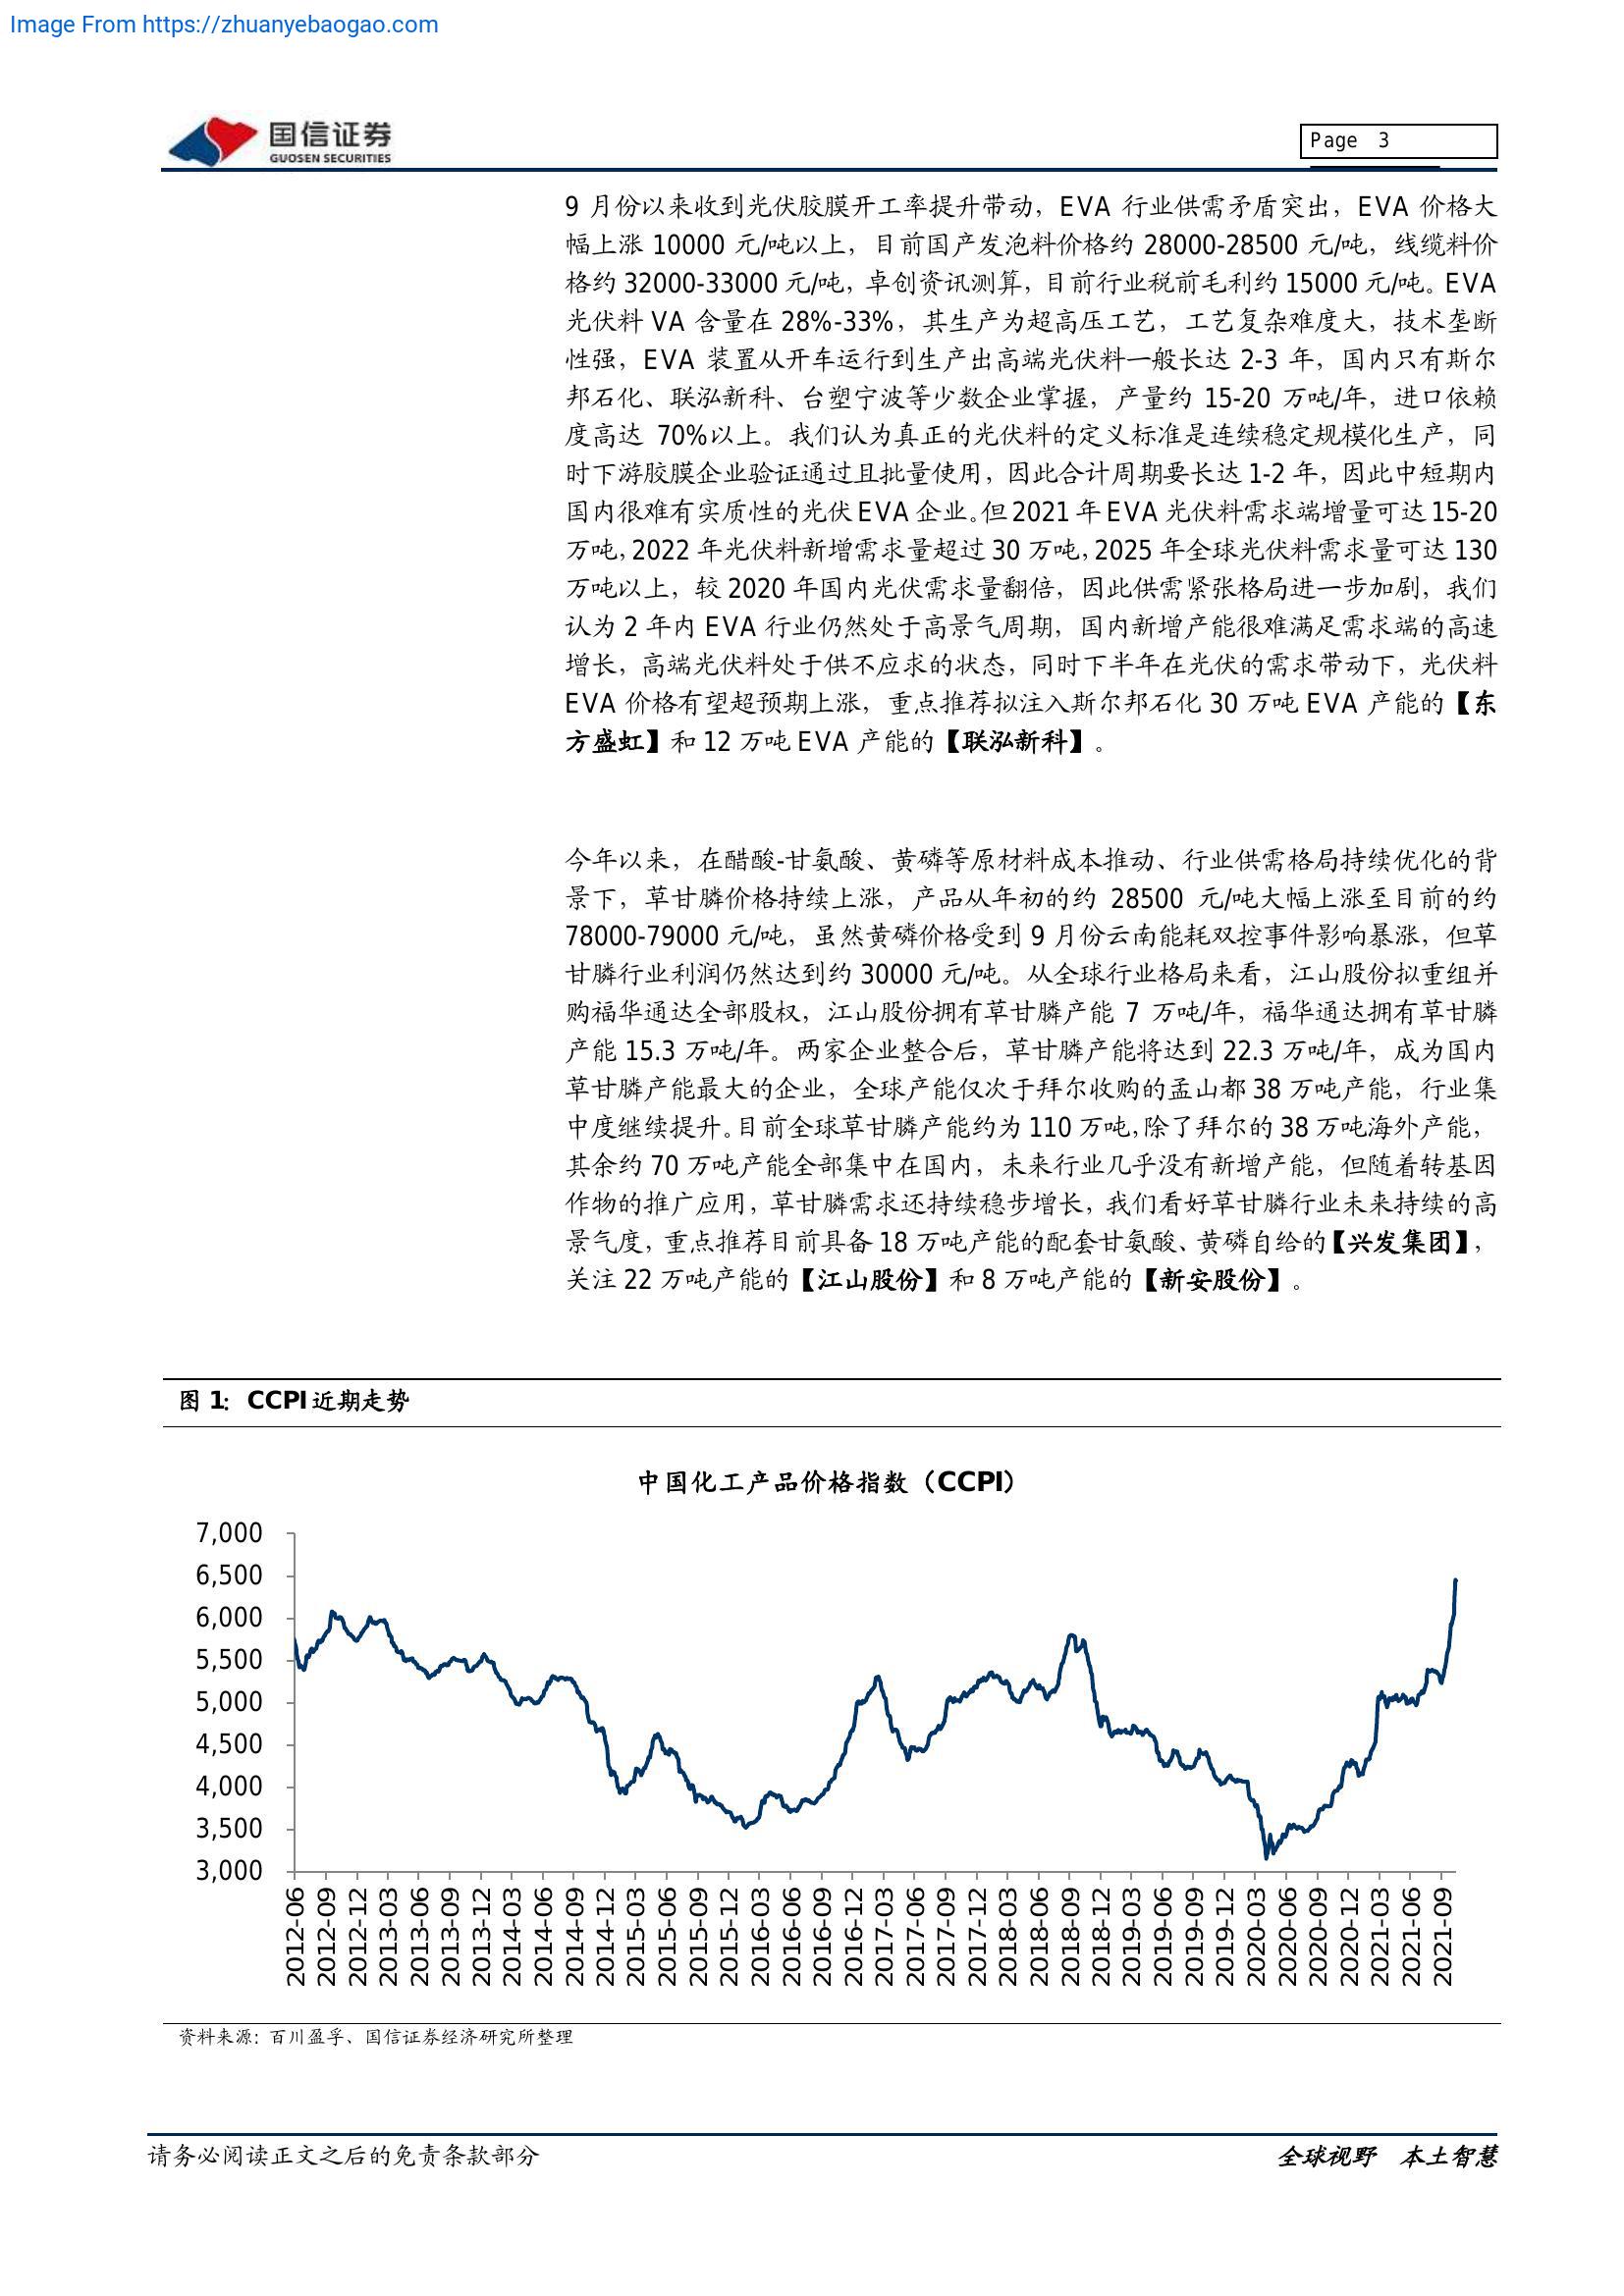 Image From https://zhuanyebaogao.com
国信证券
GUOSEN SECURITIES
Page 3
9 月份以来收到光伏胶膜开工率提升带动，EVA 行业供需矛盾突出，EVA 价格大
幅上涨 10000 元/吨以上，目前国产发泡料价格约 28000-28500 元/吨，线缆料价
格约 32000-33000 元/吨，卓创资讯测算，目前行业税前毛利约 15000 元/吨。EVA
光伏料 VA 含量在 28%-33%，其生产为超高压工艺，工艺复杂难度大，技术垄断
性强，EVA 装置从开车运行到生产出高端光伏料一般长达 2-3 年，国内只有斯尔
邦石化、联泓新科、台塑宁波等少数企业掌握，产量约 15-20 万吨/年，进口依赖
度高达 70%以上。我们认为真正的光伏料的定义标准是连续稳定规模化生产，同
时下游胶膜企业验证通过且批量使用，因此合计周期要长达 1-2 年，因此中短期内
国内很难有实质性的光伏 EVA 企业。但 2021 年 EVA 光伏料需求端增量可达 15-20
万吨，2022 年光伏料新增需求量超过 30 万吨，2025 年全球光伏料需求量可达 130
万吨以上，较 2020 年国内光伏需求量翻倍，因此供需紧张格局进一步加剧，我们
认为 2 年内 EVA 行业仍然处于高景气周期，国内新增产能很难满足需求端的高速
增长，高端光伏料处于供不应求的状态，同时下半年在光伏的需求带动下，光伏料
EVA 价格有望超预期上涨，重点推荐拟注入斯尔邦石化 30 万吨 EVA 产能的【东
方盛虹】和 12 万吨 EVA 产能的【联泓新科】。
今年以来，在醋酸-甘氨酸、黄磷等原材料成本推动、行业供需格局持续优化的背
景下，草甘膦价格持续上涨，产品从年初的约 28500 元/吨大幅上涨至目前的约
78000-79000 元/吨，虽然黄磷价格受到 9 月份云南能耗双控事件影响暴涨，但草
甘膦行业利润仍然达到约 30000 元/吨。从全球行业格局来看，江山股份拟重组并
购福华通达全部股权，江山股份拥有草甘膦产能 7 万吨/年，福华通达拥有草甘膦
产能 15.3 万吨/年。两家企业整合后，草甘膦产能将达到 22.3 万吨/年，成为国内
草甘膦产能最大的企业，全球产能仅次于拜尔收购的孟山都 38 万吨产能，行业集
中度继续提升。目前全球草甘膦产能约为 110 万吨，除了拜尔的 38 万吨海外产能，
其余约 70 万吨产能全部集中在国内，未来行业几乎没有新增产能，但随着转基因
作物的推广应用，草甘膦需求还持续稳步增长，我们看好草甘膦行业未来持续的高
景气度，重点推荐目前具备 18 万吨产能的配套甘氨酸、黄磷自给的【兴发集团】，
关注 22 万吨产能的【江山股份】和 8 万吨产能的【新安股份】。
图 1：CCPI 近期走势
中国化工产品价格指数（CCPI）
7,000
6,500
6,000
5,500
5,000
4,500
4,000
3,500
3,000
2012-06
2012-09
2012-12
2013-03
2013-06
2013-09
2013-12
2014-03
2014-06
2014-09
2014-12
2015-03
2015-06
2015-09
2015-12
2016-03
2016-06
2016-09
2016-12
2017-03
2017-06
2017-09
2017-12
2018-03
2018-06
2018-09
2018-12
2019-03
2019-06
2019-09
2019-12
2020-03
2020-06
2020-09
2020-12
2021-03
2021-06
2021-09
资料来源：百川盈孚、国信证券经济研究所整理
请务必阅读正文之后的免责条款部分
全球视野 本土智慧